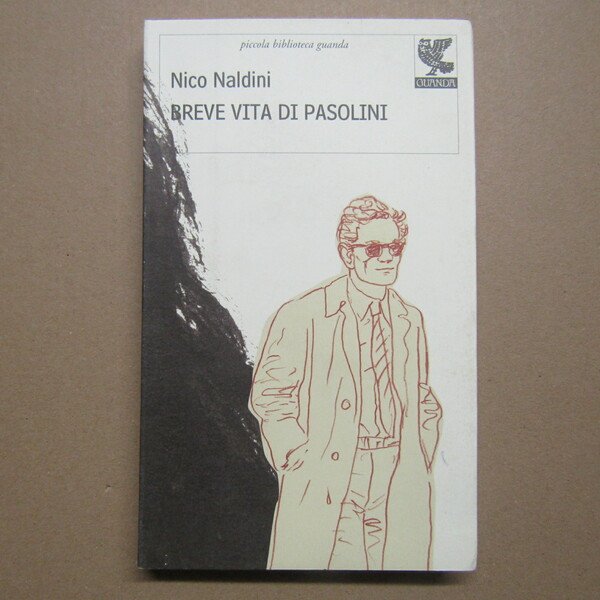 piccola biblioteca guanda
GUANDA
Nico Naldini
BREVE VITA DI PASOLINI